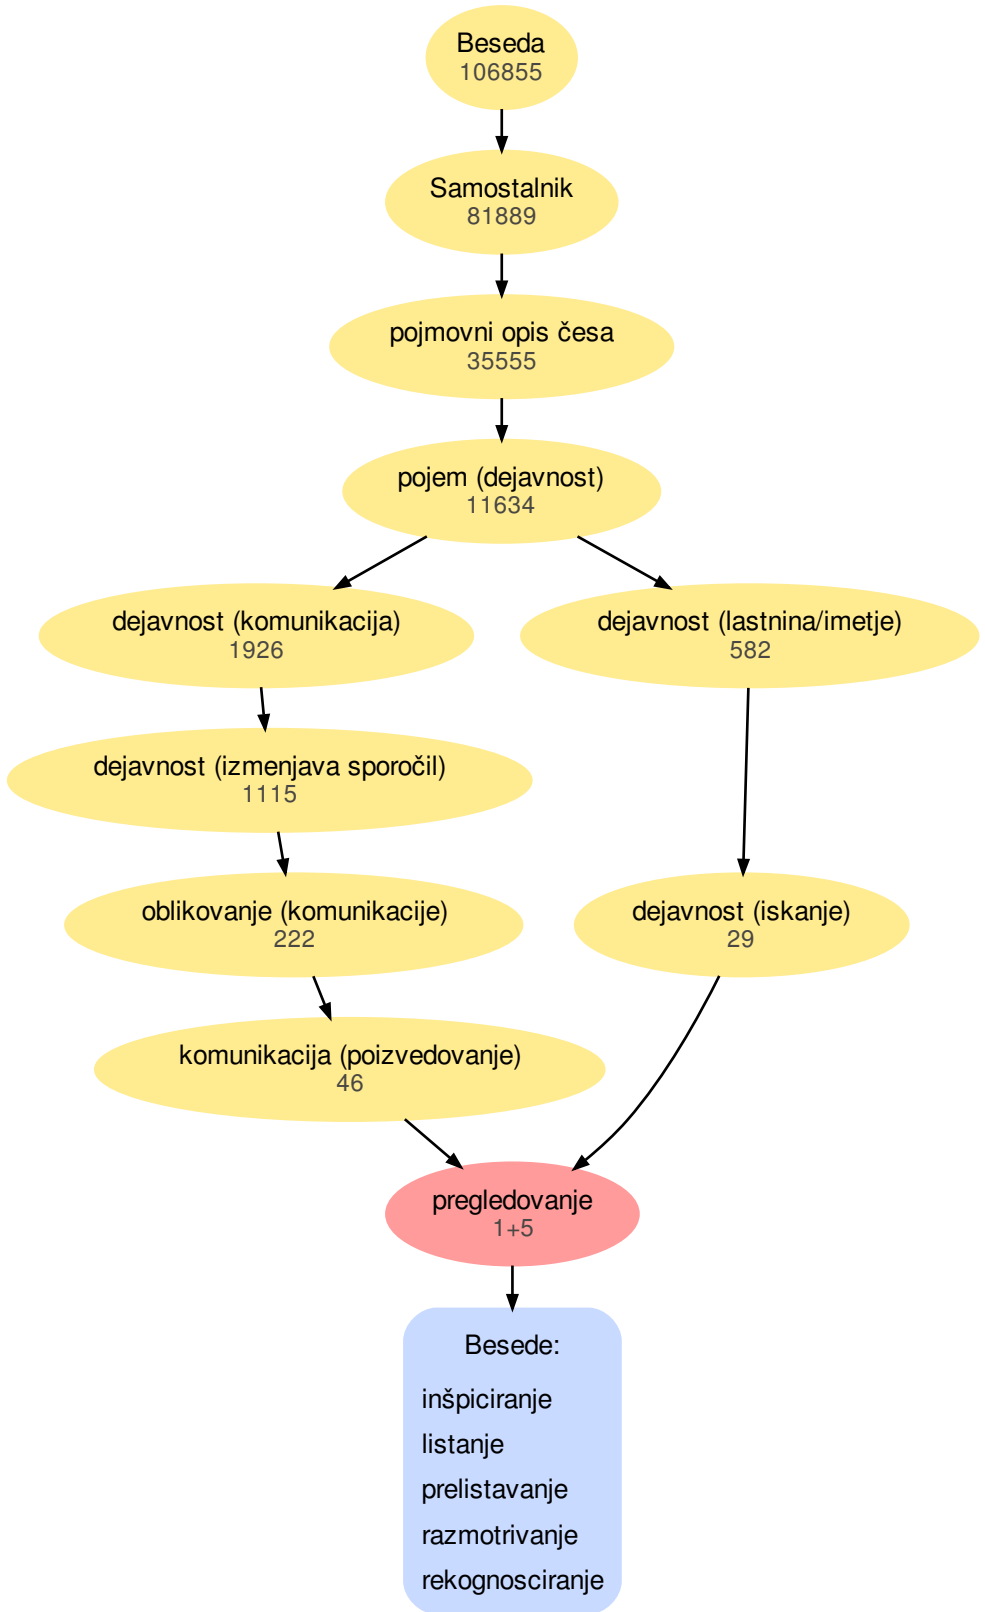 Beseda
106855
Samostalnik
81889
pojmovni opis česa
35555
pojem (dejavnost)
11634
dejavnost (komunikacija)
1926
dejavnost (lastnina/imetje)
582
dejavnost (izmenjava sporočil)
1115
oblikovanje (komunikacije)
222
dejavnost (iskanje)
29
komunikacija (poizvedovanje)
46
pregledovanje
1+5
Besede:
inšpiciranje
listanje
prelistavanje
razmotrivanje
rekognosciranje